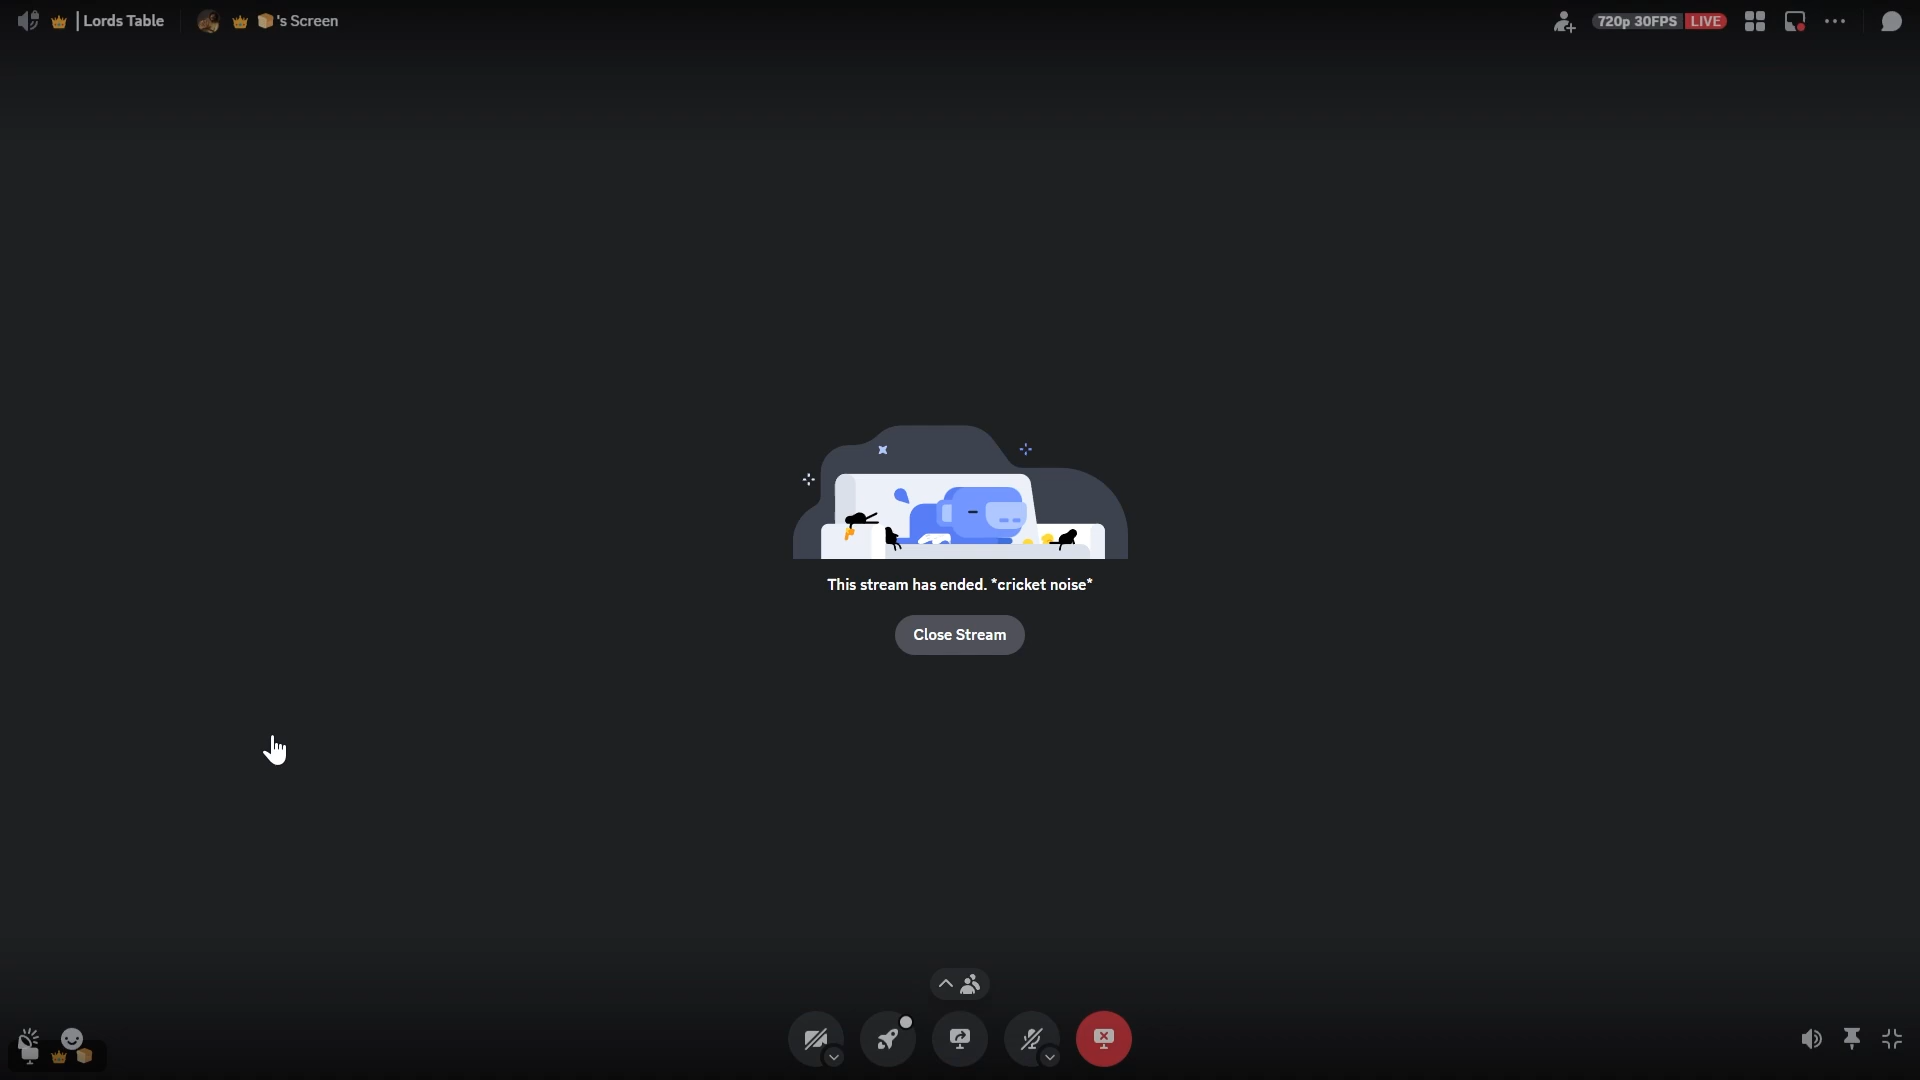 Lords Table
's Screen
720p 30FPS LIVE
This stream has ended. *cricket noise*
Close Stream